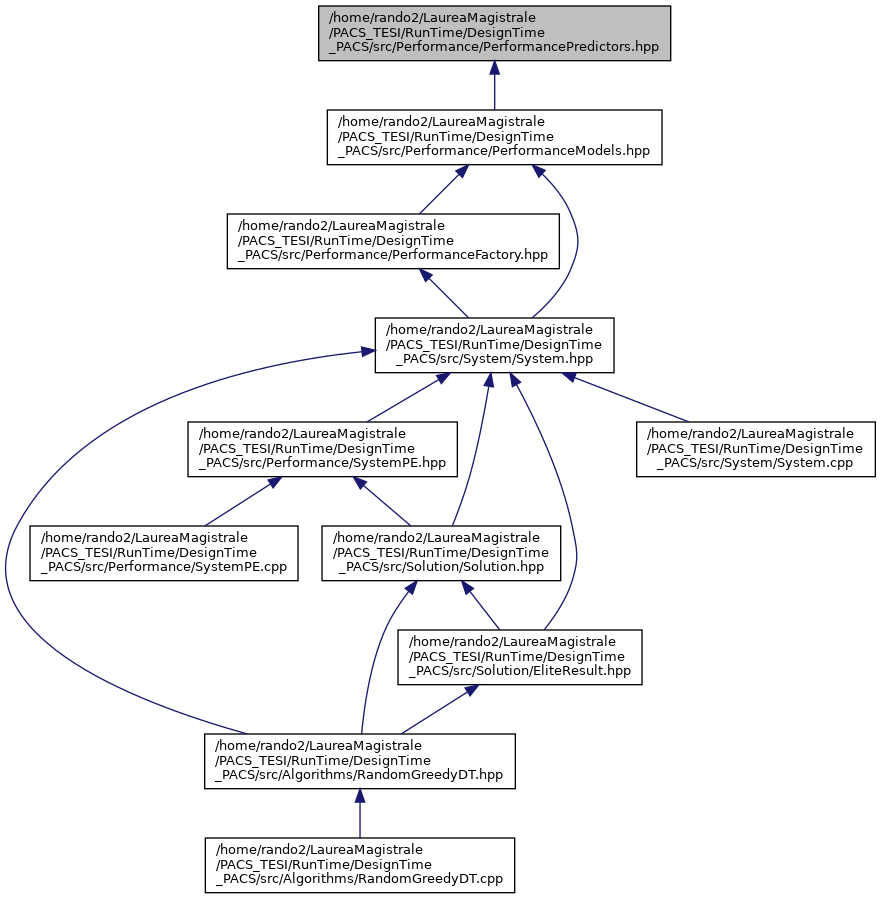 /home/rando2/LaureaMagistrale
/PACS_TESI/RunTime/DesignTime
_PACS/src/Performance/PerformancePredictors.hpp
/home/rando2/LaureaMagistrale
/PACS_TESI/RunTime/DesignTime
_PACS/src/Performance/PerformanceModels.hpp
/home/rando2/LaureaMagistrale
/PACS_TESI/RunTime/DesignTime
_PACS/src/Performance/PerformanceFactory.hpp
/home/rando2/LaureaMagistrale
/PACS_TESI/RunTime/DesignTime
_PACS/src/System/System.hpp
/home/rando2/LaureaMagistrale
/PACS_TESI/RunTime/DesignTime
_PACS/src/Performance/SystemPE.hpp
/home/rando2/LaureaMagistrale
/PACS_TESI/RunTime/DesignTime
_PACS/src/System/System.cpp
/home/rando2/LaureaMagistrale
/PACS_TESI/RunTime/DesignTime
_PACS/src/Performance/SystemPE.cpp
/home/rando2/LaureaMagistrale
/PACS_TESI/RunTime/DesignTime
_PACS/src/Solution/Solution.hpp
/home/rando2/LaureaMagistrale
/PACS_TESI/RunTime/DesignTime
_PACS/src/Solution/EliteResult.hpp
/home/rando2/LaureaMagistrale
/PACS_TESI/RunTime/DesignTime
_PACS/src/Algorithms/RandomGreedyDT.hpp
/home/rando2/LaureaMagistrale
/PACS_TESI/RunTime/DesignTime
_PACS/src/Algorithms/RandomGreedyDT.cpp